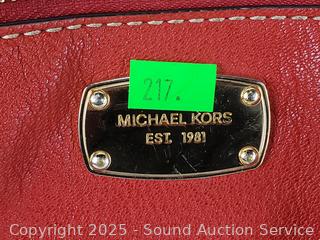 217.
MICHAEL KORS
EST. 1981
Copyright 2025 - Sound Auction Service